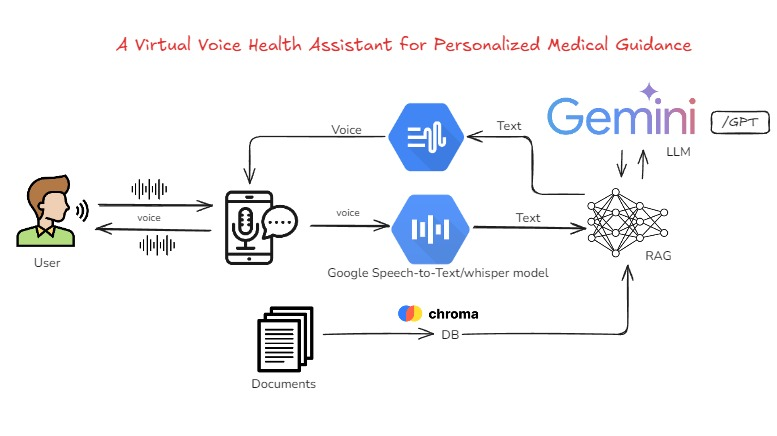 A Virtual Voice Health Assistant for Personalized Medical Guidance
Gemini
/GPT
LLM
Voice
Text
voice
voice
Text
User
Google Speech-to-Text/whisper model
RAG
chroma
DB
Documents